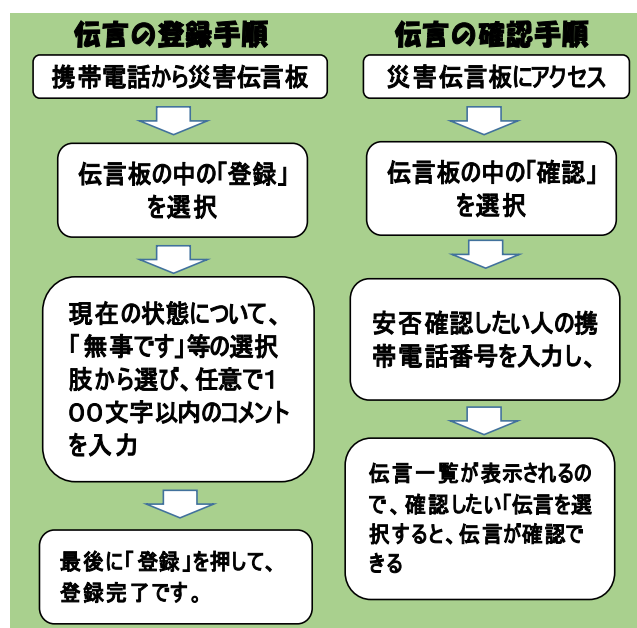 伝言の登録手順
携帯電話から災害伝言板
伝言板の中の「登録」
を選択
現在の状態について、
「無事です」等の選択
肢から選び、任意で1
00文字以内のコメント
を入力
最後に「登録」を押して、
登録完了です。
伝言の確認手順
災害伝言板にアクセス
伝言板の中の「確認」
を選択
安否確認したい人の携
帯電話番号を入力し、
伝言一覧が表示されるの
で、確認したい「伝言を選
択すると、伝言が確認で
きる